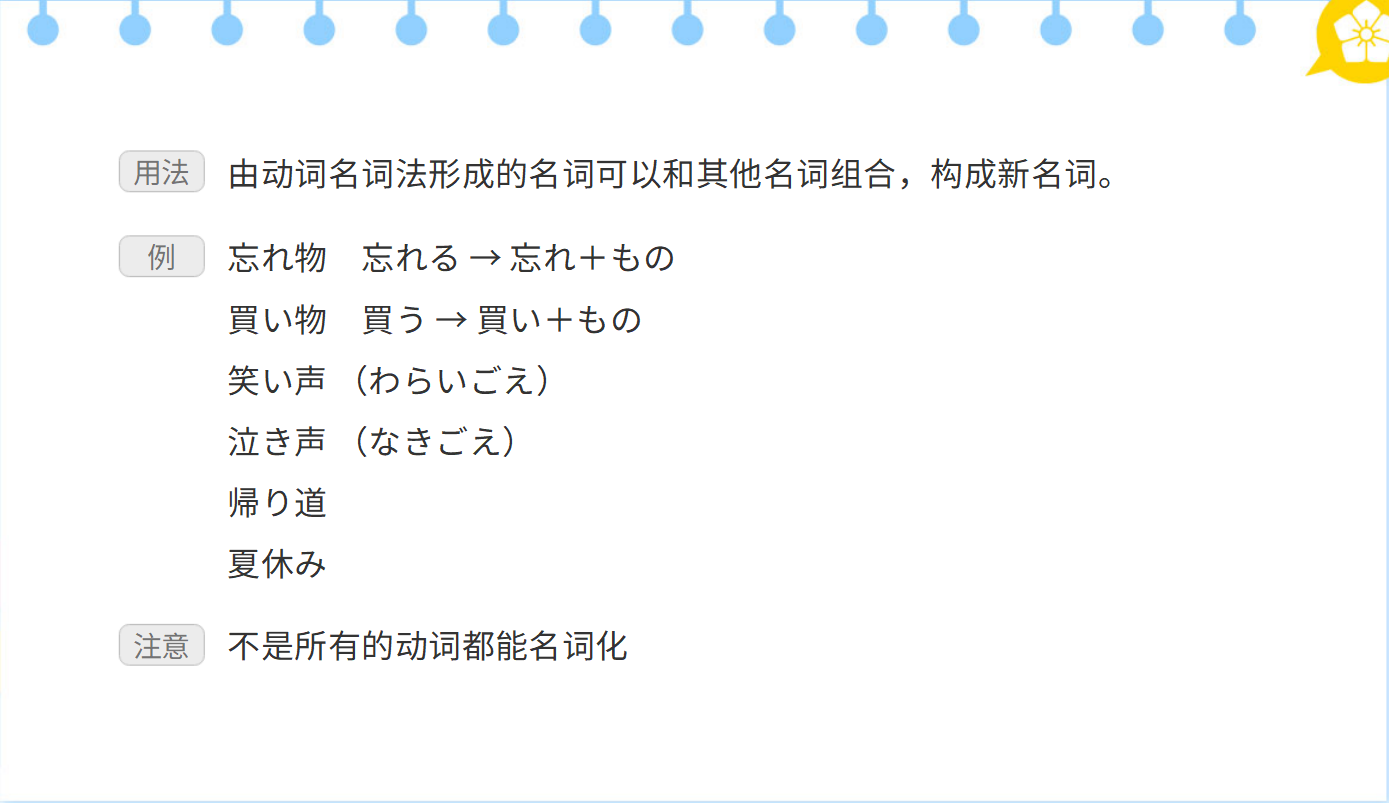 用法 由动词名词法形成的名词可以和其他名词组合，构成新名词。
例 忘れ物　忘れる → 忘れ＋もの
買い物　買う → 買い＋もの
笑い声 （わらいごえ）
泣き声 （なきごえ）
帰り道
夏休み
注意 不是所有的动词都能名词化